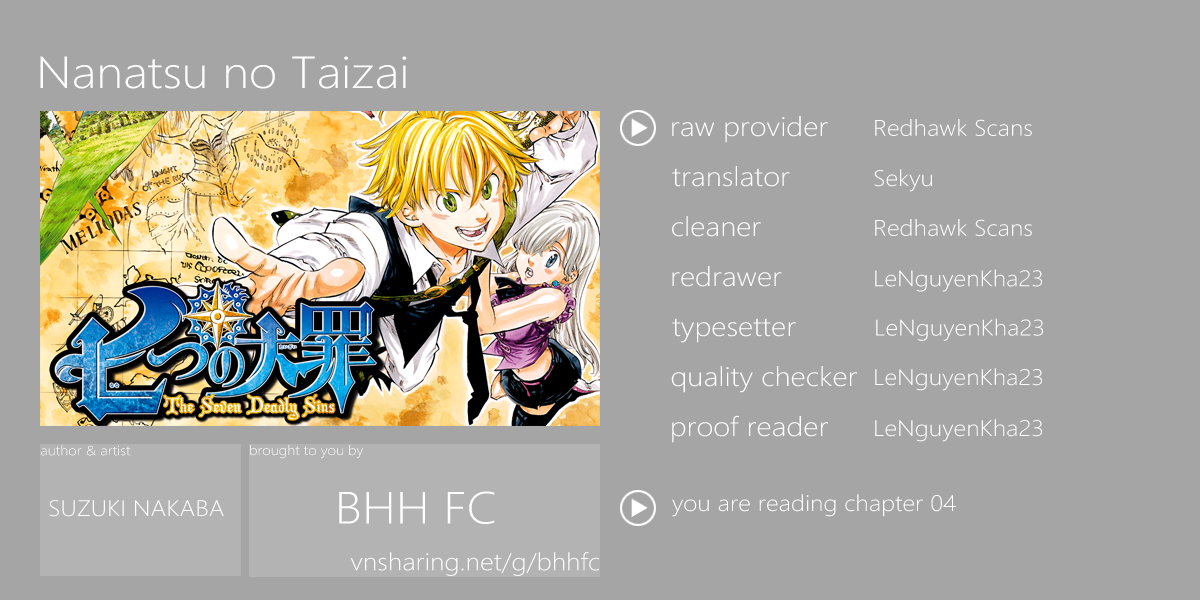 Nanatsu no Taizai
MELIODAS
七つの大罪
The Seven Deadly Sins
raw provider Redhawk Scans
translator Sekyu
cleaner Redhawk Scans
redrawer LeNguyenKha23
typesetter LeNguyenKha23
quality checker LeNguyenKha23
proof reader LeNguyenKha23
author & artist
SUZUKI NAKABA
brought to you by
BHH FC
vnsharing.net/g/bhhfc
you are reading chapter 04